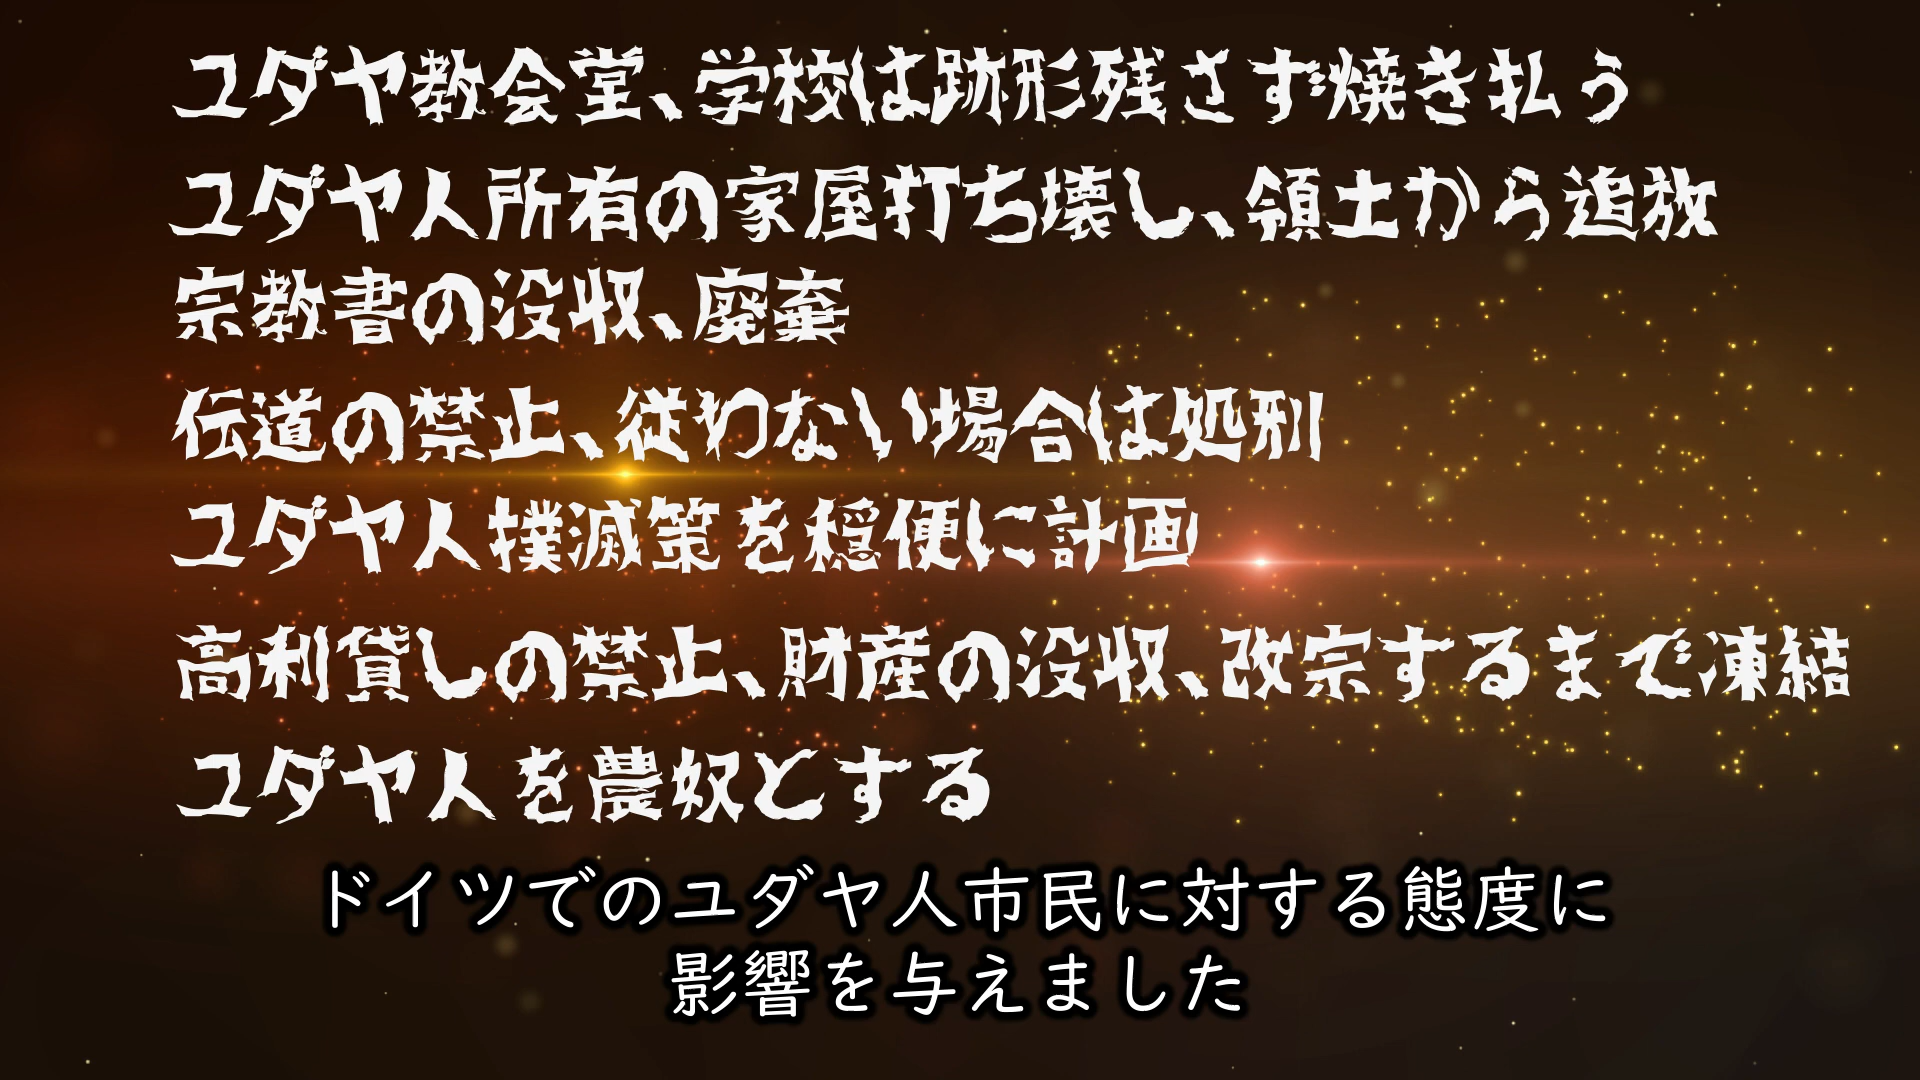 ユダヤ教会堂、学校は跡形残さず焼き払う
ユダヤ人所有の家屋打ち壊し、領土から追放
宗教書の没収、廃棄
伝道の禁止、従わない場合は処刑
ユダヤ人撲滅策を穏便に計画
高利貸しの禁止、財産の没収、改宗するまで凍結
ユダヤ人を農奴とする
ドイツでのユダヤ人市民に対する態度に
影響を与えました